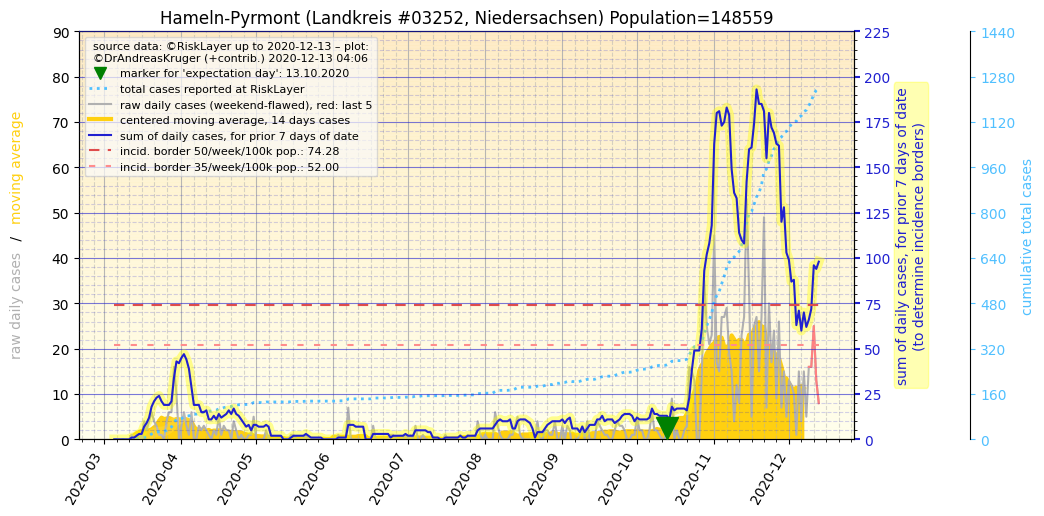 Hameln-Pyrmont (Landkreis #03252, Niedersachsen) Population=148559
source data: ©RiskLayer up to 2020-12-13 – plot:
©DrAndreasKruger (+contrib.) 2020-12-13 04:06
marker for 'expectation day': 13.10.2020
total cases reported at RiskLayer
raw daily cases (weekend-flawed), red: last 5
centered moving average, 14 days cases
sum of daily cases, for prior 7 days of date
incid. border 50/week/100k pop.: 74.28
incid. border 35/week/100k pop.: 52.00
raw daily cases / moving average
90
80
70
60
50
40
30
20
10
0
225
200
175
150
125
100
75
50
25
0
sum of daily cases, for prior 7 days of date
(to determine incidence borders)
1440
1280
1120
960
800
640
480
320
160
0
cumulative total cases
2020-03
2020-04
2020-05
2020-06
2020-07
2020-08
2020-09
2020-10
2020-11
2020-12